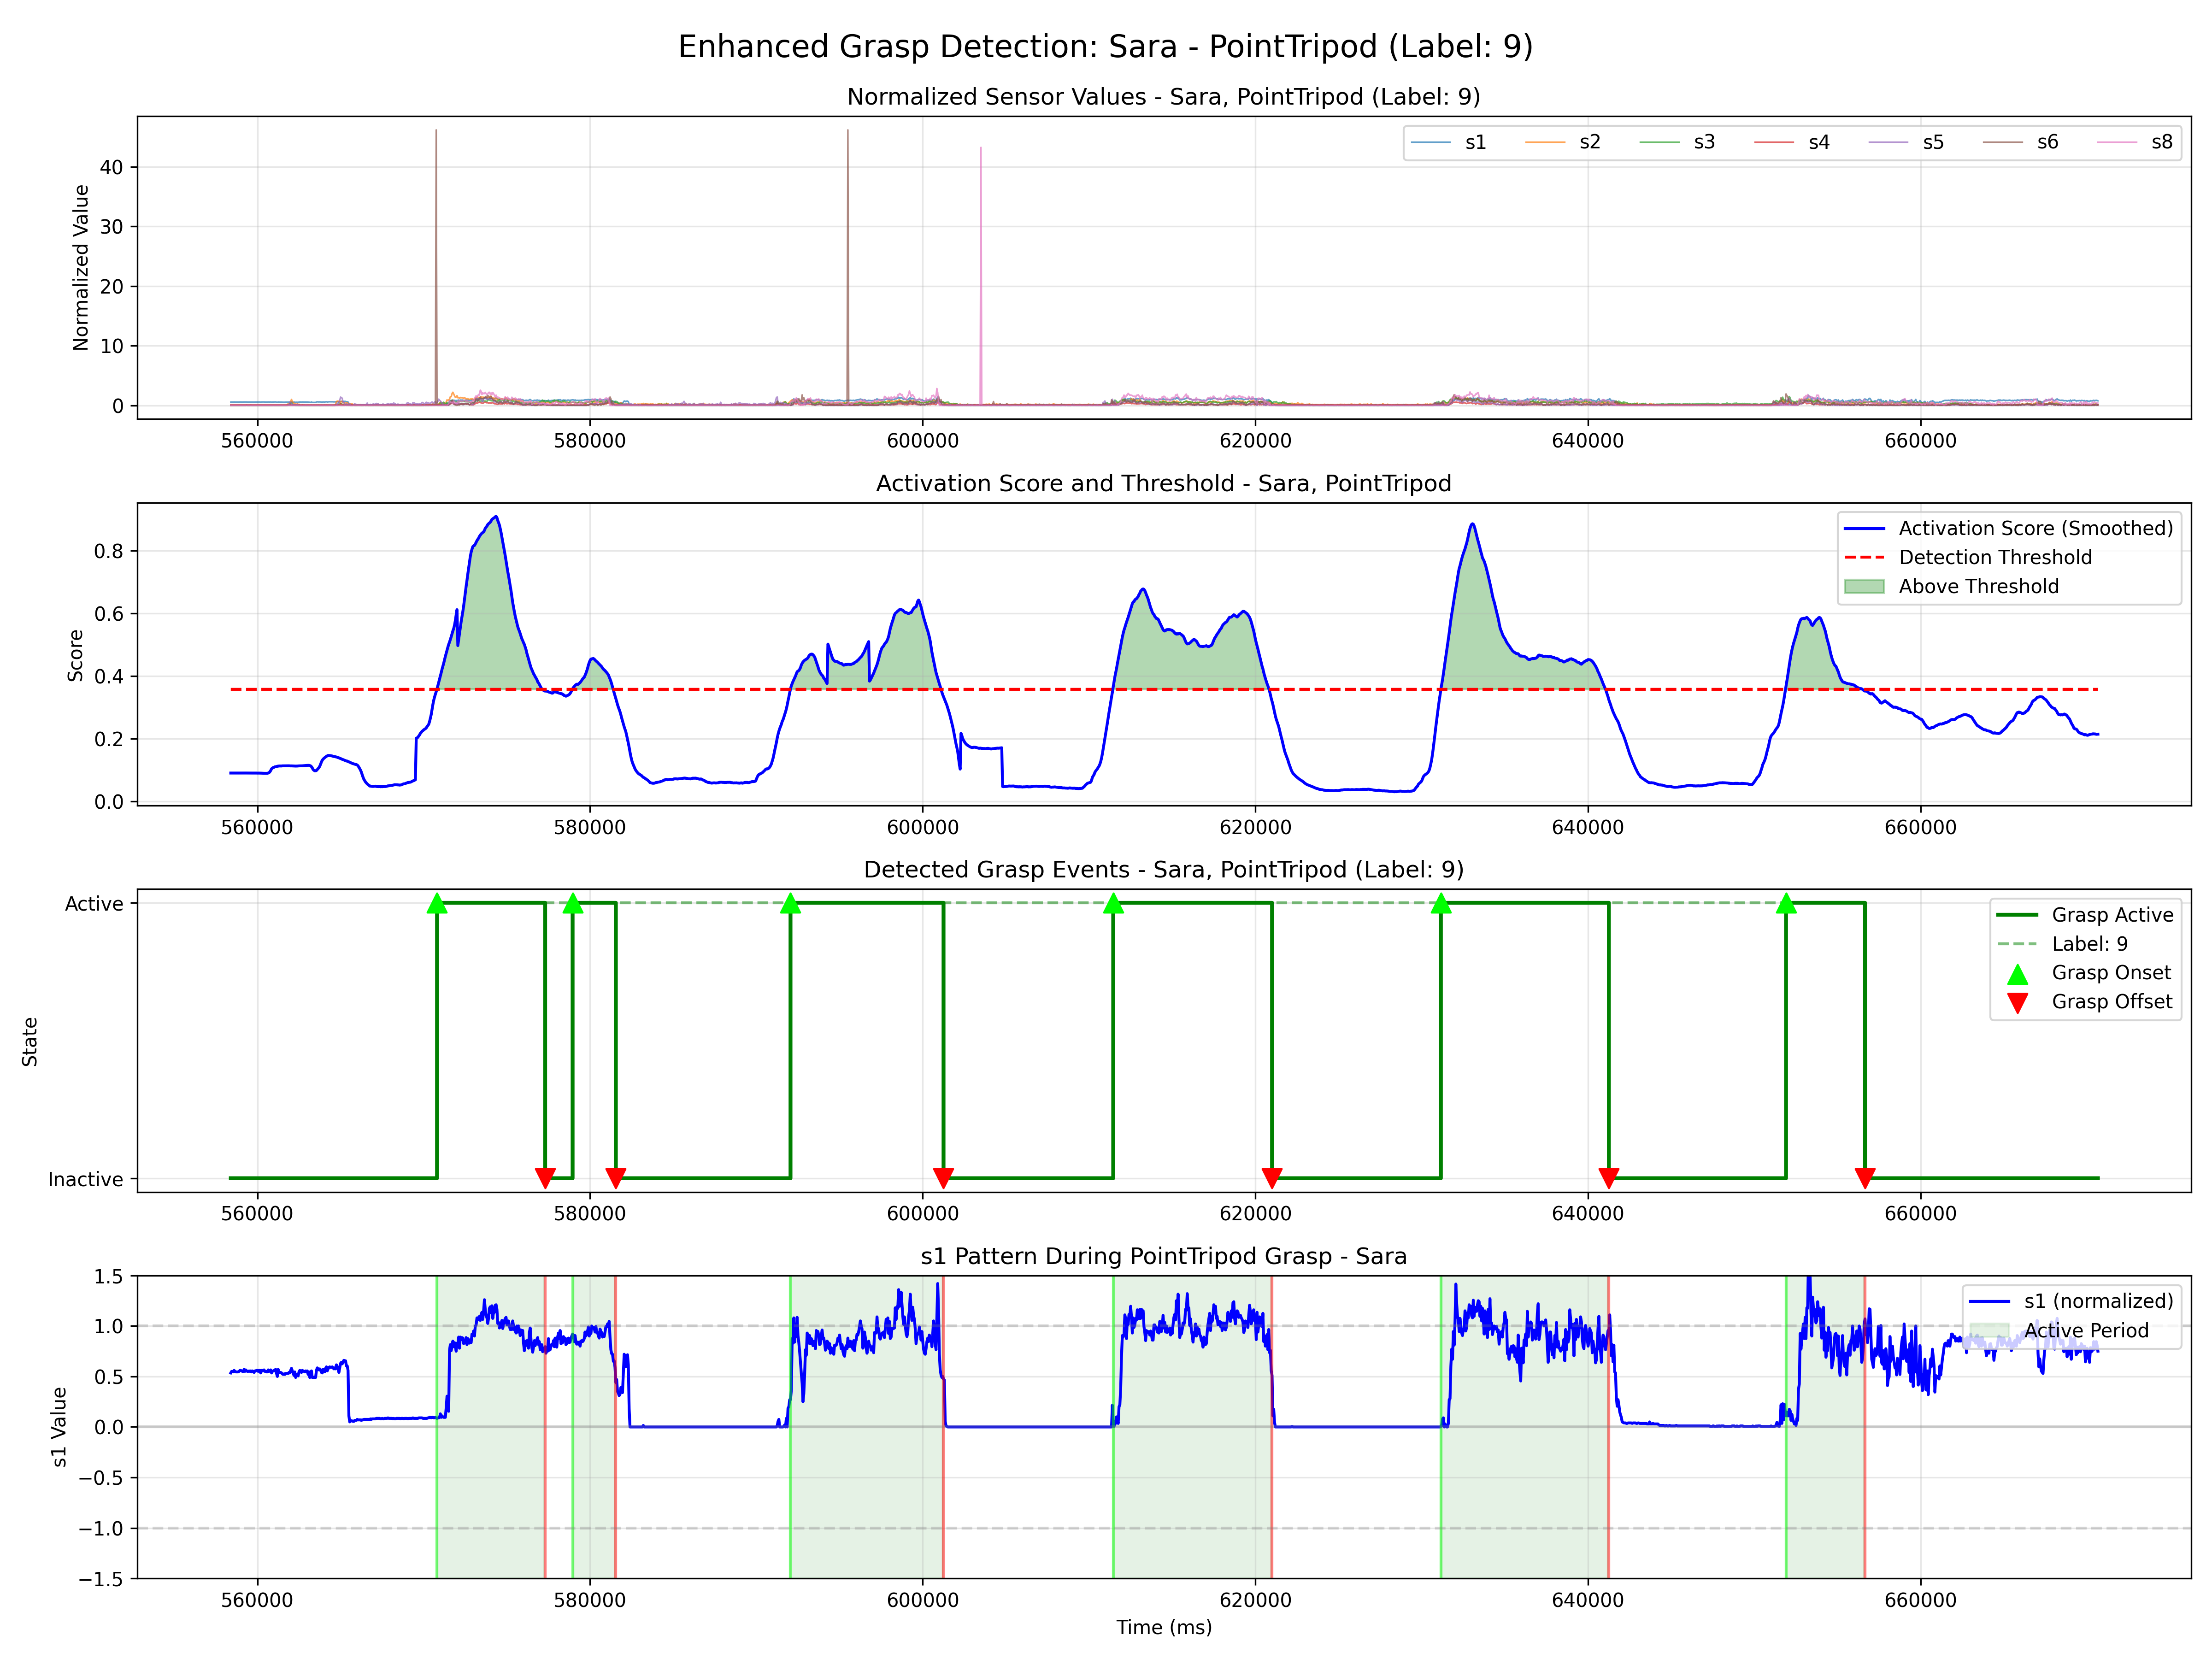 Enhanced Grasp Detection: Sara - PointTripod (Label: 9)
Normalized Sensor Values - Sara, PointTripod (Label: 9)
s1 s2 s3 s4 s5 s6 s8
Normalized Value
40
30
20
10
0
560000 580000 600000 620000 640000 660000
Activation Score and Threshold - Sara, PointTripod
Activation Score (Smoothed)
Detection Threshold
Above Threshold
Score
0.8
0.6
0.4
0.2
0.0
560000 580000 600000 620000 640000 660000
Detected Grasp Events - Sara, PointTripod (Label: 9)
Grasp Active
Label: 9
Grasp Onset
Grasp Offset
State
Active
Inactive
560000 580000 600000 620000 640000 660000
s1 Pattern During PointTripod Grasp - Sara
s1 (normalized)
Active Period
s1 Value
1.5
1.0
0.5
0.0
−0.5
−1.0
−1.5
560000 580000 600000 620000 640000 660000
Time (ms)